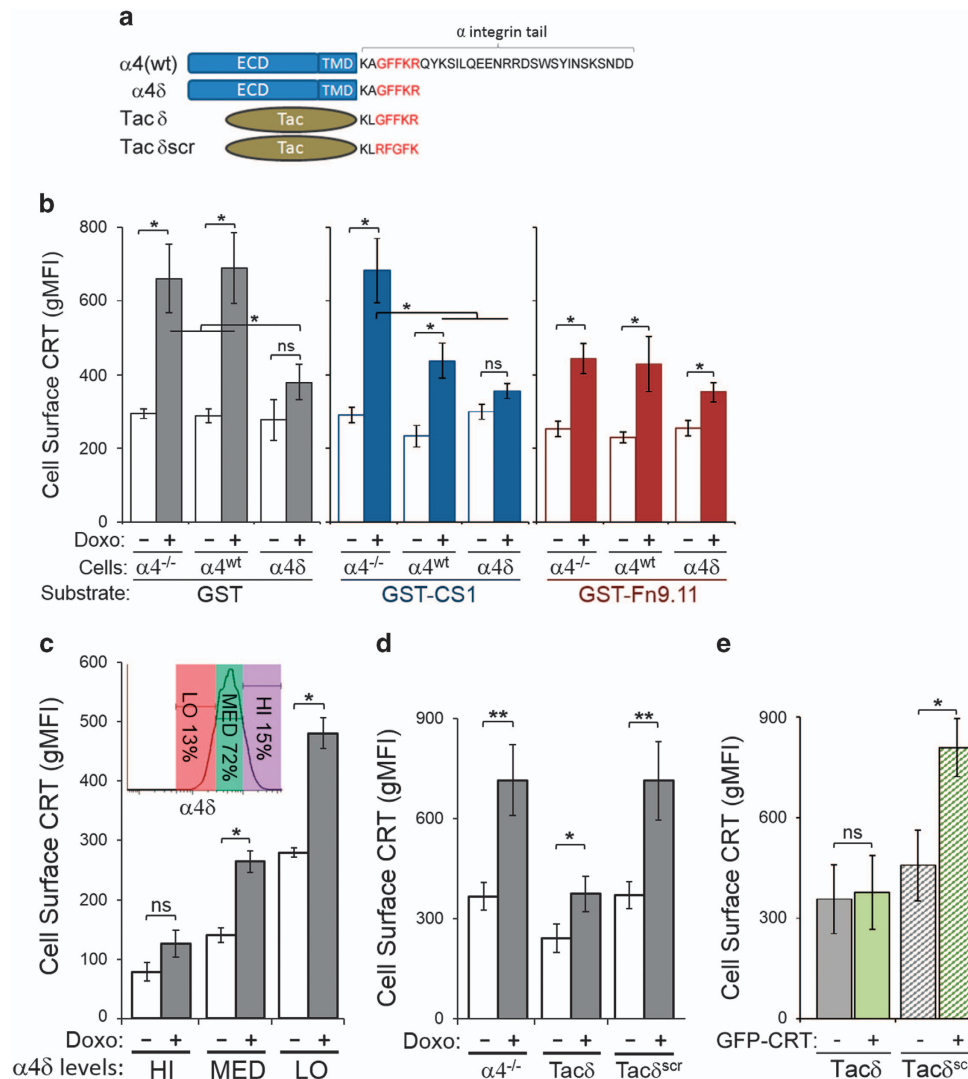 a
α integrin tail
α4(wt) ECD TMD KAGFFKRQYKSILQEENRRDSWSYINSKSNDD
α4δ ECD TMD KAGFFKR
Tac δ Tac KLGFFKR
Tac δscr Tac KLRFGFK
b
Cell Surface CRT (gMFI)
800
600
400
200
0
* * * ns
* * * ns
* * *
Doxo: − + − + − + − + − + − + − + − + − +
Cells: α4-/- α4wt α4δ α4-/- α4wt α4δ α4-/- α4wt α4δ
Substrate: GST GST-CS1 GST-Fn9.11
c
Cell Surface CRT (gMFI)
600
500
400
300
200
100
0
LO 13%
MED 72%
HI 15%
α4δ
ns * *
Doxo: − + − + − +
α4δ levels: HI MED LO
d
Cell Surface CRT (gMFI)
900
600
300
0
** * **
Doxo: − + − + − +
α4-/- Tacδ Tacδscr
e
Cell Surface CRT (gMFI)
900
600
300
0
ns *
GFP-CRT: − + − +
Tacδ Tacδsc